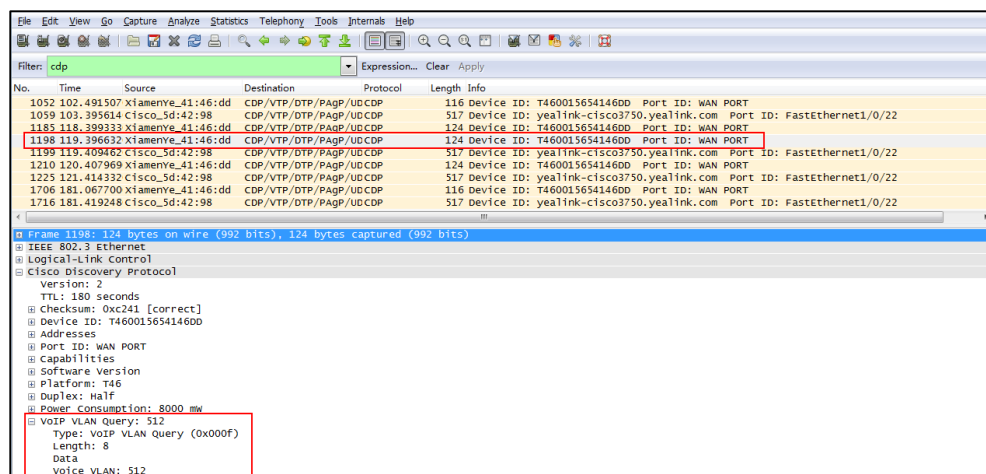 File Edit View Go Capture Analyze Statistics Telephony Tools Internals Help
Filter: cdp Expression... Clear Apply
No. Time Source Destination Protocol Length Info
1052 102.491507 XiamenYe_41:46:dd CDP/VTP/DTP/PAgP/UD CDP 116 Device ID: T460015654146DD Port ID: WAN PORT
1059 103.395614 Cisco_5d:42:98 CDP/VTP/DTP/PAgP/UD CDP 517 Device ID: yealink-cisco3750.yealink.com Port ID: FastEthernet1/0/22
1185 118.399333 XiamenYe_41:46:dd CDP/VTP/DTP/PAgP/UD CDP 124 Device ID: T460015654146DD Port ID: WAN PORT
1198 119.396632 XiamenYe_41:46:dd CDP/VTP/DTP/PAgP/UD CDP 124 Device ID: T460015654146DD Port ID: WAN PORT
1199 119.409462 Cisco_5d:42:98 CDP/VTP/DTP/PAgP/UD CDP 517 Device ID: yealink-cisco3750.yealink.com Port ID: FastEthernet1/0/22
1210 120.407969 XiamenYe_41:46:dd CDP/VTP/DTP/PAgP/UD CDP 124 Device ID: T460015654146DD Port ID: WAN PORT
1225 121.414332 Cisco_5d:42:98 CDP/VTP/DTP/PAgP/UD CDP 517 Device ID: yealink-cisco3750.yealink.com Port ID: FastEthernet1/0/22
1706 181.067700 XiamenYe_41:46:dd CDP/VTP/DTP/PAgP/UD CDP 116 Device ID: T460015654146DD Port ID: WAN PORT
1716 181.419248 Cisco_5d:42:98 CDP/VTP/DTP/PAgP/UD CDP 517 Device ID: yealink-cisco3750.yealink.com Port ID: FastEthernet1/0/22
Frame 1198: 124 bytes on wire (992 bits), 124 bytes captured (992 bits)
IEEE 802.3 Ethernet
Logical-Link Control
Cisco Discovery Protocol
Version: 2
TTL: 180 seconds
Checksum: 0xc241 [correct]
Device ID: T460015654146DD
Addresses
Port ID: WAN PORT
Capabilities
Software Version
Platform: T46
Duplex: Half
Power Consumption: 8000 mW
VoIP VLAN Query: 512
Type: VoIP VLAN Query (0x000f)
Length: 8
Data
Voice VLAN: 512